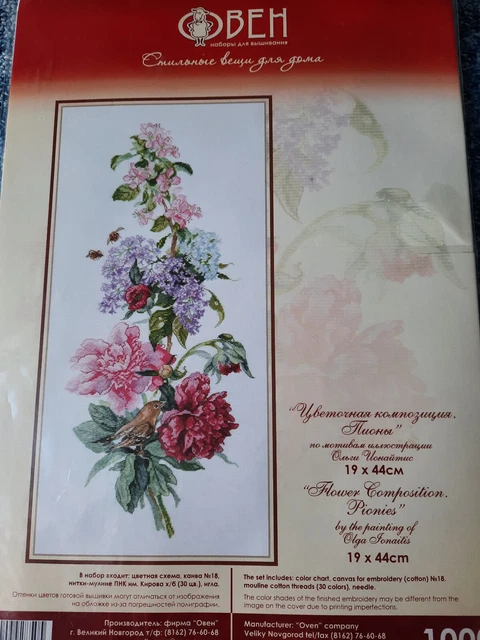 ОВЕН
наборы для вышивания
Стильные вещи для дома
"Цветочная композиция.
Пионы"
по мотивам иллюстрации
Ольги Ионайтис
19 х 44см
"Flower Composition.
Pionies"
by the painting of
Olga Ionaitis
19 x 44cm
В набор входит: цветная схема, канва №18,
нитки-мулине ПНК им. Кирова х/б (30 цв.), игла.
Оттенки цветов готовой вышивки могут отличаться от изображения
на обложке из-за погрешностей полиграфии.
The set includes: color chart, canvas for embroidery (cotton) №18,
mouline cotton threads (30 colors), needle.
The color shades of the finished embroidery may be different from the
image on the cover due to printing imperfections.
Производитель: фирма "Овен"
г. Великий Новгород т/ф: (8162) 76-60-68
Manufacturer: "Oven" company
Veliky Novgorod tel/fax (8162) 76-68-68